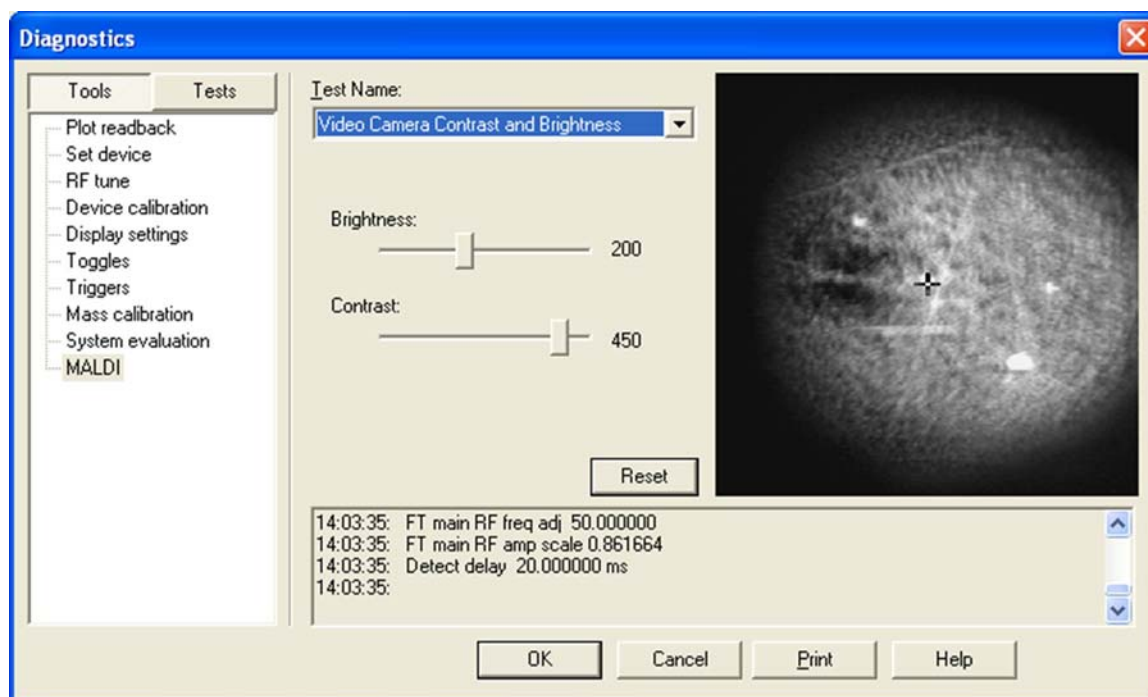 Diagnostics
Tools Tests
Plot readback
Set device
RF tune
Device calibration
Display settings
Toggles
Triggers
Mass calibration
System evaluation
MALDI
Test Name:
Video Camera Contrast and Brightness
Brightness:
200
Contrast:
450
Reset
14:03:35: FT main RF freq adj 50.000000
14:03:35: FT main RF amp scale 0.861664
14:03:35: Detect delay 20.000000 ms
14:03:35:
OK Cancel Print Help